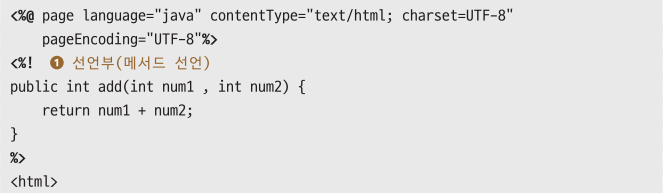 <%@ page language="java" contentType="text/html; charset=UTF-8"
    pageEncoding="UTF-8"%>
<%!  ❶ 선언부(메서드 선언)
public int add(int num1 , int num2) {
    return num1 + num2;
}
%>
<html>